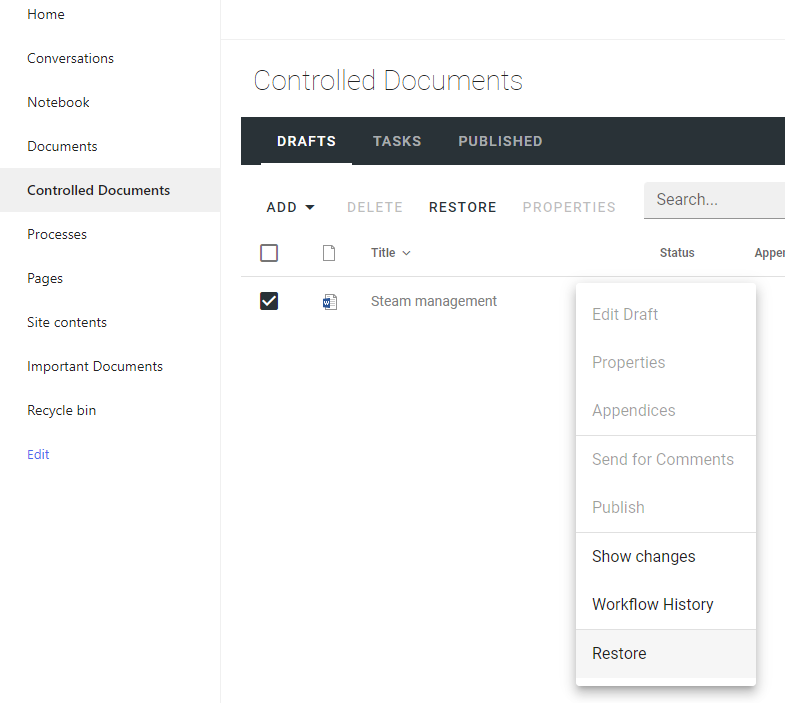 Home
Conversations
Notebook
Documents
Controlled Documents
Processes
Pages
Site contents
Important Documents
Recycle bin
Edit
Controlled Documents
DRAFTS TASKS PUBLISHED
ADD DELETE RESTORE PROPERTIES Search...
Title Status Appen
Steam management
Edit Draft
Properties
Appendices
Send for Comments
Publish
Show changes
Workflow History
Restore